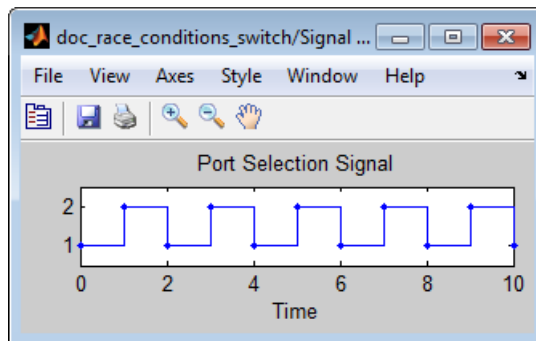 doc_race_conditions_switch/Signal ...
File View Axes Style Window Help
Port Selection Signal
2
1
0 2 4 6 8 10
Time